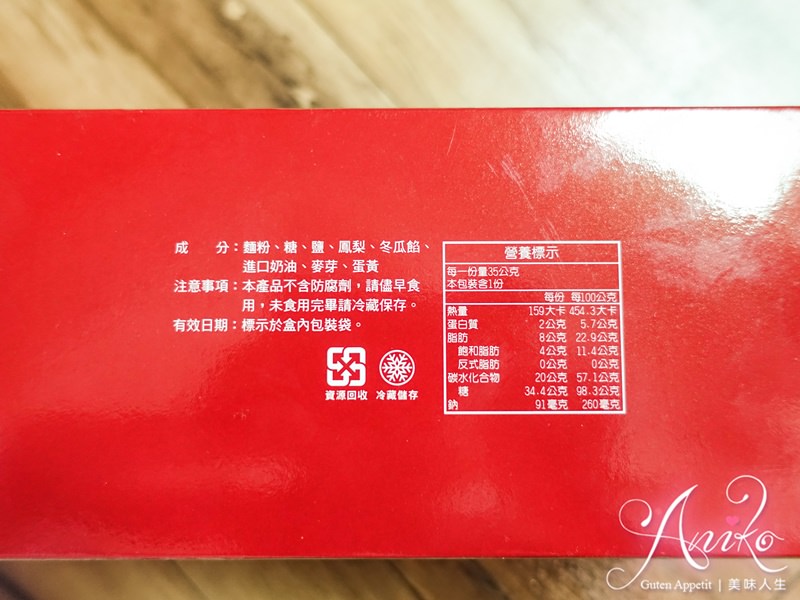 成　　分：麵粉、糖、鹽、鳳梨、冬瓜餡、
進口奶油、麥芽、蛋黃
注意事項：本產品不含防腐劑，請儘早食
用，未食用完畢請冷藏保存。
有效日期：標示於盒內包裝袋。
資源回收 冷藏儲存
營養標示
每一份量35公克
本包裝含1份
每份 每100公克
熱量 159大卡 454.3大卡
蛋白質 2公克 5.7公克
脂肪 8公克 22.9公克
飽和脂肪 4公克 11.4公克
反式脂肪 0公克 0公克
碳水化合物 20公克 57.1公克
糖 34.4公克 98.3公克
鈉 91毫克 260毫克
Aniko
Guten Appetit | 美味人生